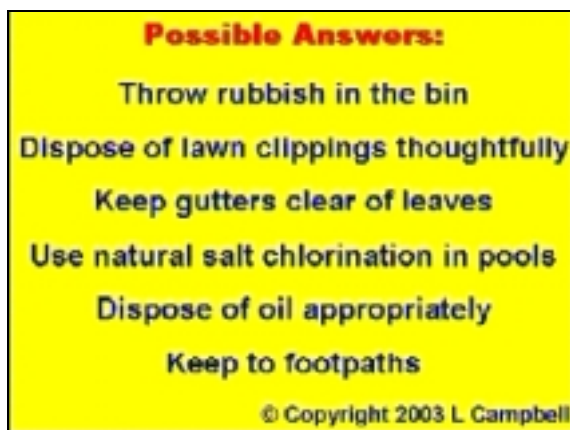 Possible Answers:
Throw rubbish in the bin
Dispose of lawn clippings thoughtfully
Keep gutters clear of leaves
Use natural salt chlorination in pools
Dispose of oil appropriately
Keep to footpaths
© Copyright 2003 L Campbell